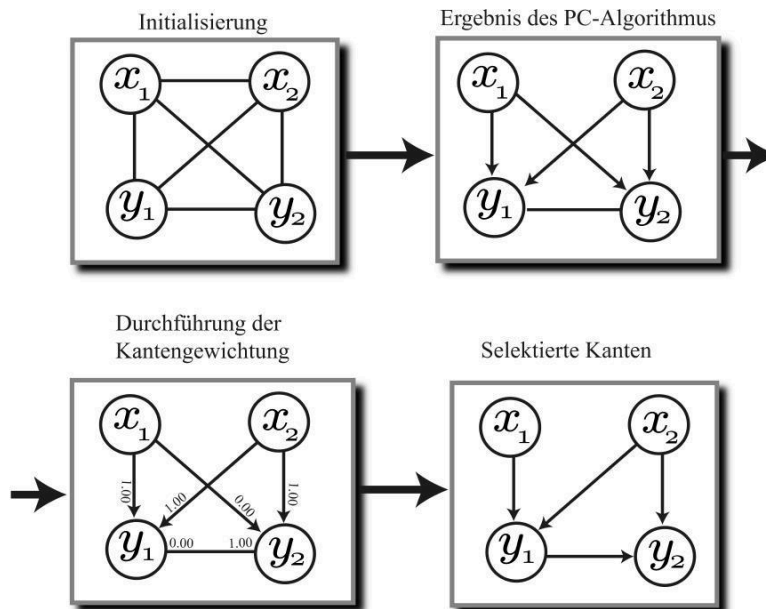 Initialisierung
x1 x2
y1 y2
Ergebnis des PC-Algorithmus
x1 x2
y1 y2
Durchführung der
Kantengewichtung
x1 x2
1.00 1.00 0.00 1.00
y1 0.00 1.00 y2
Selektierte Kanten
x1 x2
y1 y2